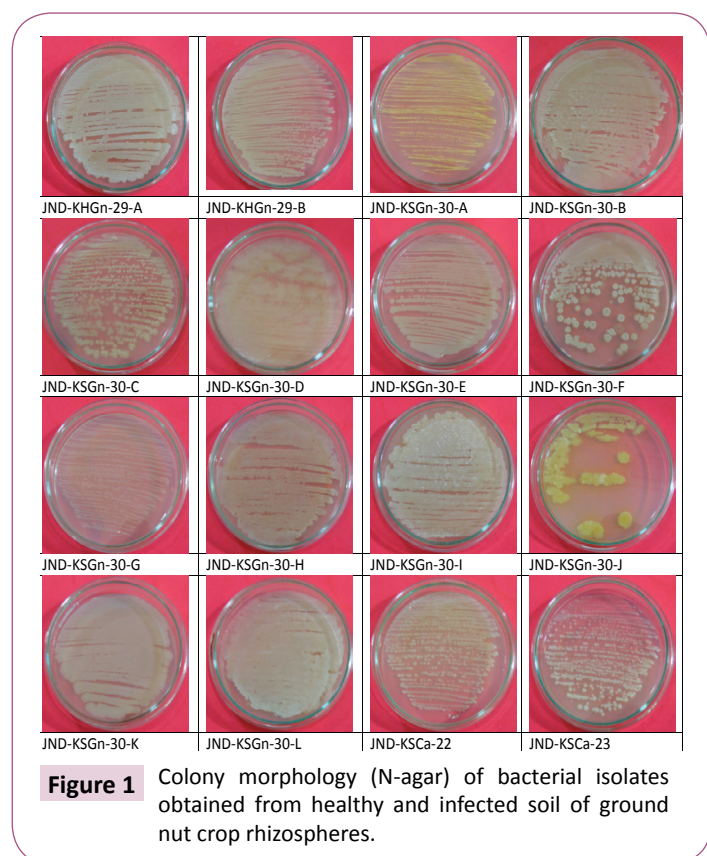 JND-KHGn-29-A JND-KHGn-29-B JND-KSGn-30-A JND-KSGn-30-B
JND-KSGn-30-C JND-KSGn-30-D JND-KSGn-30-E JND-KSGn-30-F
JND-KSGn-30-G JND-KSGn-30-H JND-KSGn-30-I JND-KSGn-30-J
JND-KSGn-30-K JND-KSGn-30-L JND-KSCa-22 JND-KSCa-23
Figure 1 Colony morphology (N-agar) of bacterial isolates
obtained from healthy and infected soil of ground
nut crop rhizospheres.